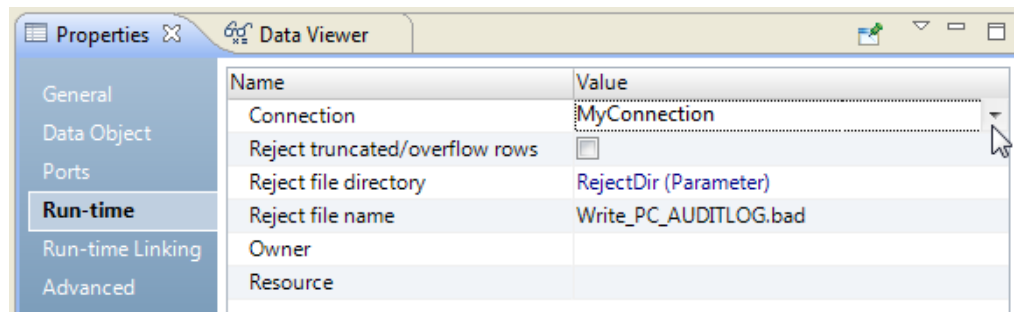 Properties Data Viewer
General
Data Object
Ports
Run-time
Run-time Linking
Advanced
Name Value
Connection MyConnection
Reject truncated/overflow rows
Reject file directory RejectDir (Parameter)
Reject file name Write_PC_AUDITLOG.bad
Owner
Resource